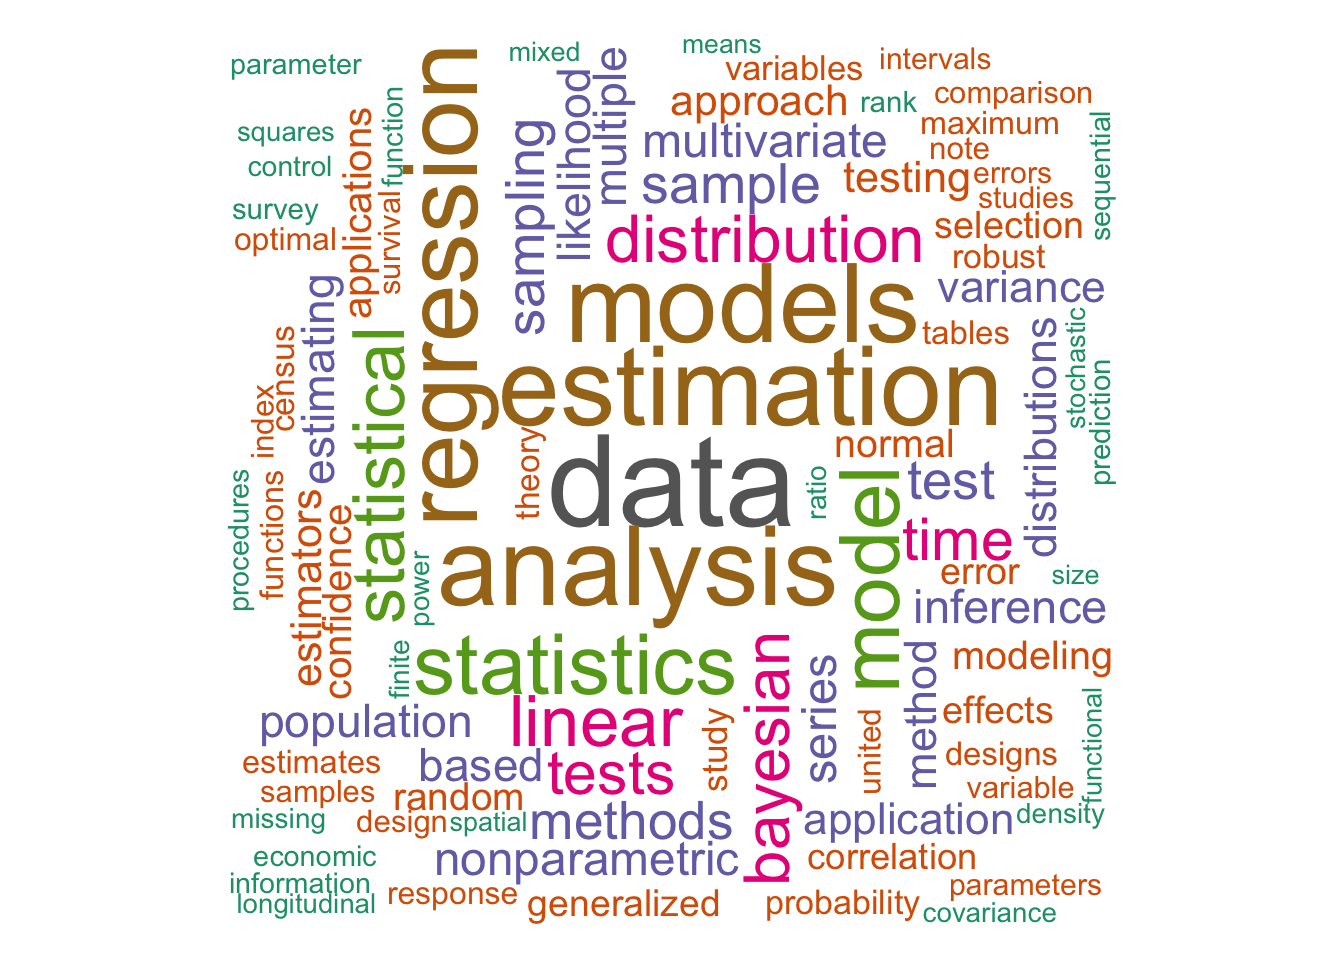 parameter
mixed
means
variables
intervals
squares
control
survey
optimal
applications
function
survival
regression
sampling
likelihood
multiple
approach
rank
comparison
multivariate
maximum
note
sample
testing
errors
studies
sequential
distribution
selection
robust
models
variance
tables
estimating
census
index
statistical
estimation
distributions
stochastic
prediction
theory
data
normal
ratio
model
test
procedures
functions
estimators
confidence
power
analysis
time
error
size
inference
finite
statistics
bayesian
series
method
modeling
population
linear
study
united
effects
functional
estimates
based
tests
designs
samples
random
variable
missing
design
spatial
methods
application
density
economic
nonparametric
correlation
information
longitudinal
response
generalized
probability
parameters
covariance